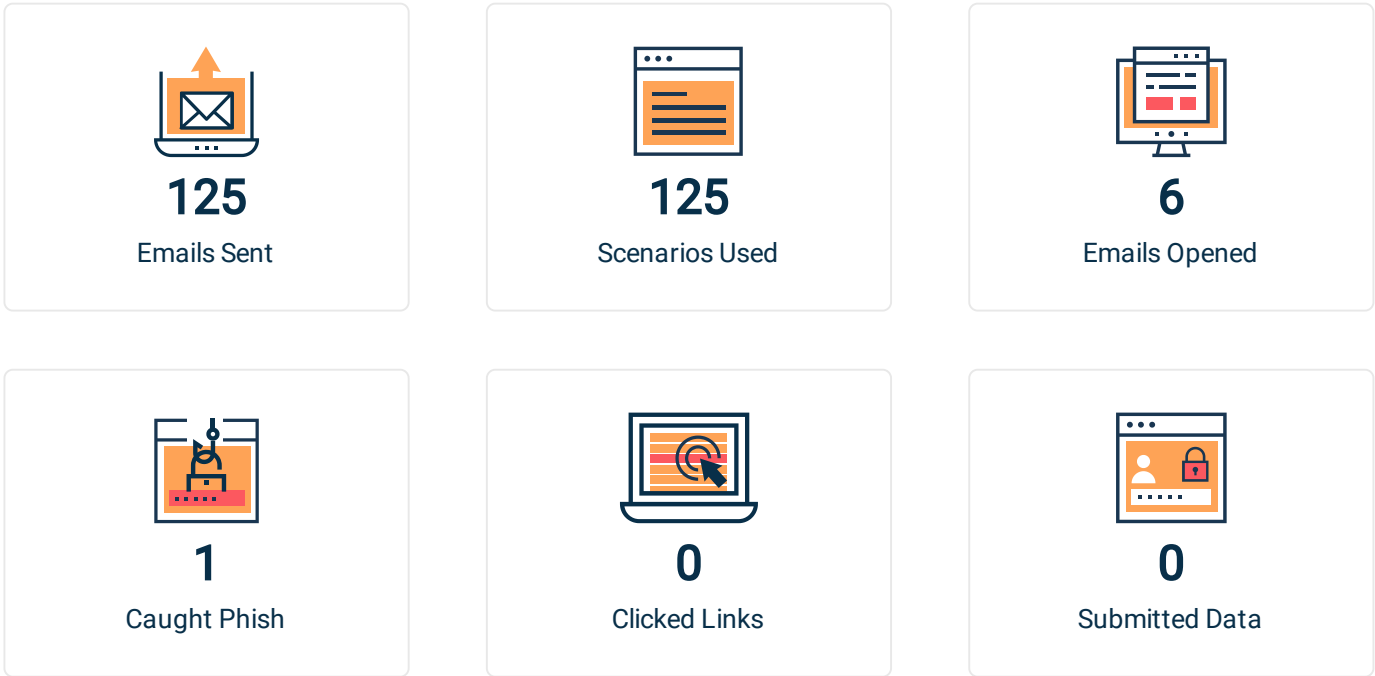 125
Emails Sent
125
Scenarios Used
6
Emails Opened
1
Caught Phish
0
Clicked Links
0
Submitted Data